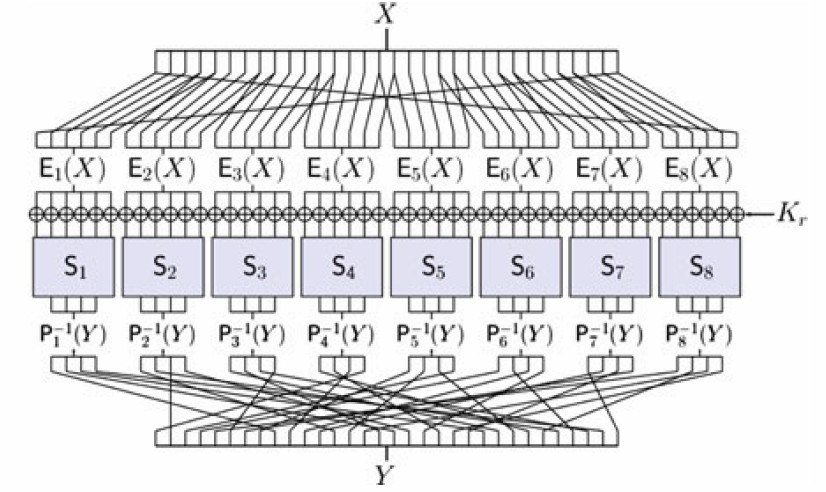 X
E₁(X) E₂(X) E₃(X) E₄(X) E₅(X) E₆(X) E₇(X) E₈(X)
Kᵣ
S₁ S₂ S₃ S₄ S₅ S₆ S₇ S₈
P₁⁻¹(Y) P₂⁻¹(Y) P₃⁻¹(Y) P₄⁻¹(Y) P₅⁻¹(Y) P₆⁻¹(Y) P₇⁻¹(Y) P₈⁻¹(Y)
Y